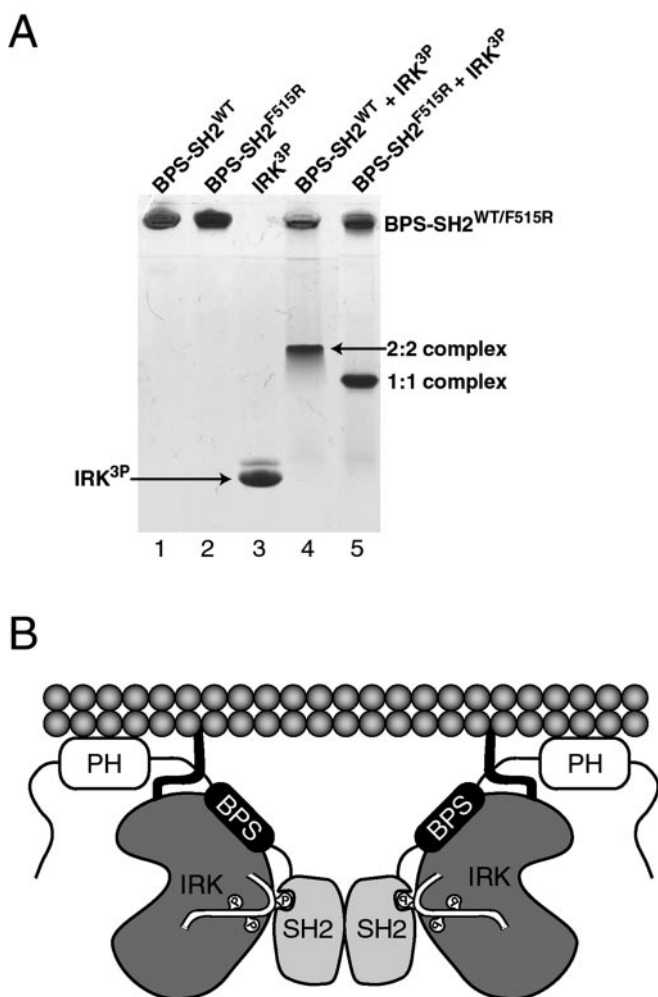 A
BPS-SH2WT
BPS-SH2F515R
IRK3P
BPS-SH2WT + IRK3P
BPS-SH2F515R + IRK3P
BPS-SH2WT/F515R
2:2 complex
1:1 complex
IRK3P
1 2 3 4 5
B
PH PH
BPS BPS
IRK IRK
P P
SH2 SH2
P P P P